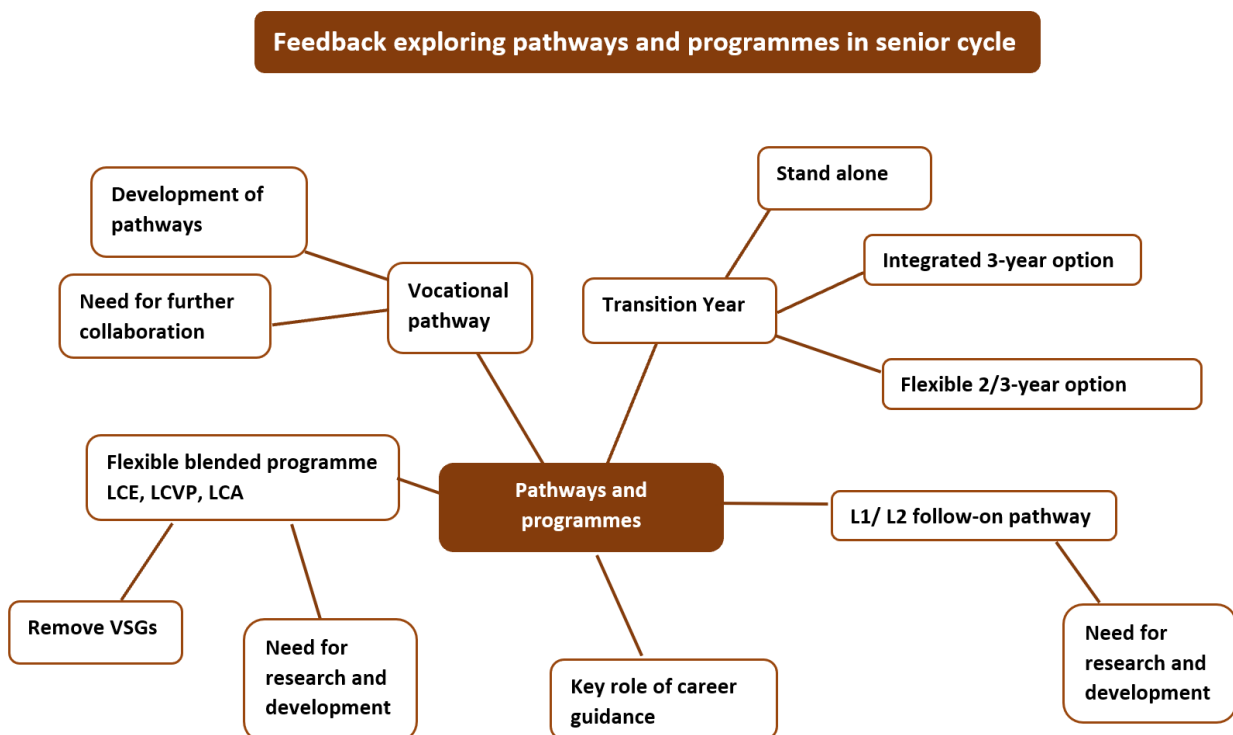 Feedback exploring pathways and programmes in senior cycle
Development of
pathways
Need for further
collaboration
Vocational
pathway
Stand alone
Transition Year
Integrated 3-year option
Flexible 2/3-year option
Flexible blended programme
LCE, LCVP, LCA
Pathways and
programmes
L1/ L2 follow-on pathway
Remove VSGs
Need for
research and
development
Key role of career
guidance
Need for
research and
development